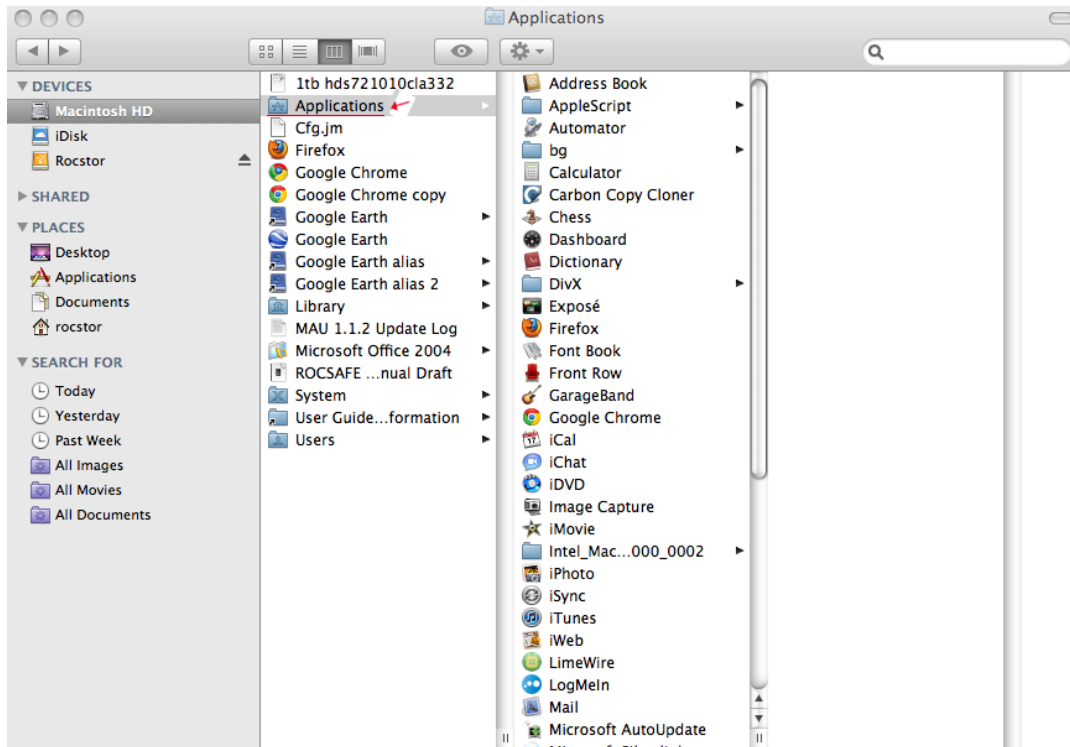 Applications
DEVICES
Macintosh HD
iDisk
Rocstor
SHARED
PLACES
Desktop
Applications
Documents
rocstor
SEARCH FOR
Today
Yesterday
Past Week
All Images
All Movies
All Documents
1tb hds721010cla332
Applications
Cfg.jm
Firefox
Google Chrome
Google Chrome copy
Google Earth
Google Earth
Google Earth alias
Google Earth alias 2
Library
MAU 1.1.2 Update Log
Microsoft Office 2004
ROCSAFE ...nual Draft
System
User Guide...formation
Users
Address Book
AppleScript
Automator
bg
Calculator
Carbon Copy Cloner
Chess
Dashboard
Dictionary
DivX
Exposé
Firefox
Font Book
Front Row
GarageBand
Google Chrome
iCal
iChat
iDVD
Image Capture
iMovie
Intel_Mac...000_0002
iPhoto
iSync
iTunes
iWeb
LimeWire
LogMeIn
Mail
Microsoft AutoUpdate